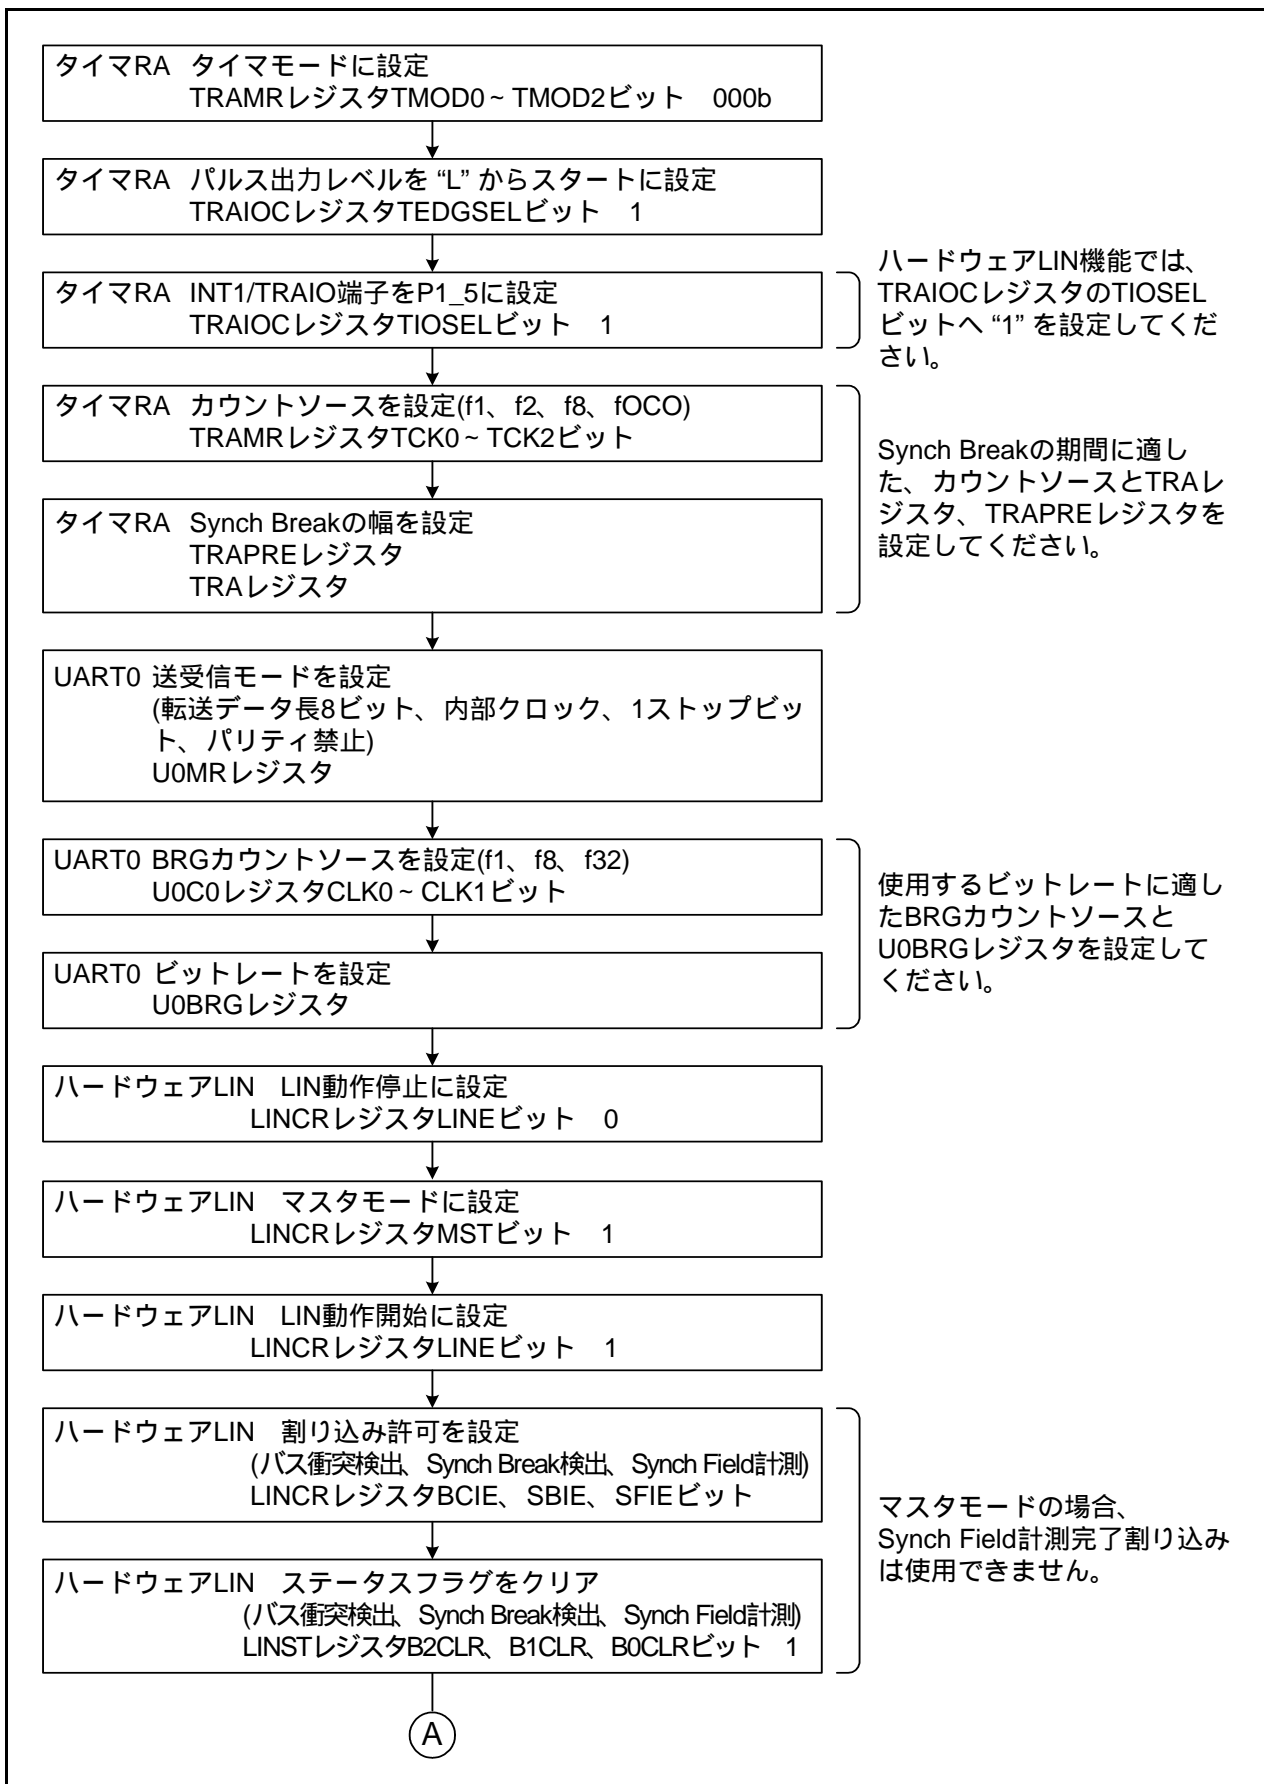 タイマRA タイマモードに設定
TRAMRレジスタTMOD0~TMOD2ビット 000b
タイマRA パルス出力レベルを “L” からスタートに設定
TRAIOCレジスタTEDGSELビット 1
タイマRA INT1/TRAIO端子をP1_5に設定
TRAIOCレジスタTIOSELビット 1
ハードウェアLIN機能では、
TRAIOCレジスタのTIOSEL
ビットへ “1” を設定してくだ
さい。
タイマRA カウントソースを設定(f1、f2、f8、fOCO)
TRAMRレジスタTCK0~TCK2ビット
タイマRA Synch Breakの幅を設定
TRAPREレジスタ
TRAレジスタ
Synch Breakの期間に適し
た、カウントソースとTRAレ
ジスタ、TRAPREレジスタを
設定してください。
UART0 送受信モードを設定
(転送データ長8ビット、内部クロック、1ストップビッ
ト、パリティ禁止)
U0MRレジスタ
UART0 BRGカウントソースを設定(f1、f8、f32)
U0C0レジスタCLK0~CLK1ビット
UART0 ビットレートを設定
U0BRGレジスタ
使用するビットレートに適し
たBRGカウントソースと
U0BRGレジスタを設定して
ください。
ハードウェアLIN LIN動作停止に設定
LINCRレジスタLINEビット 0
ハードウェアLIN マスタモードに設定
LINCRレジスタMSTビット 1
ハードウェアLIN LIN動作開始に設定
LINCRレジスタLINEビット 1
ハードウェアLIN 割り込み許可を設定
(バス衝突検出、Synch Break検出、Synch Field計測)
LINCRレジスタBCIE、SBIE、SFIEビット
ハードウェアLIN ステータスフラグをクリア
(バス衝突検出、Synch Break検出、Synch Field計測)
LINSTレジスタB2CLR、B1CLR、B0CLRビット 1
マスタモードの場合、
Synch Field計測完了割り込み
は使用できません。
A